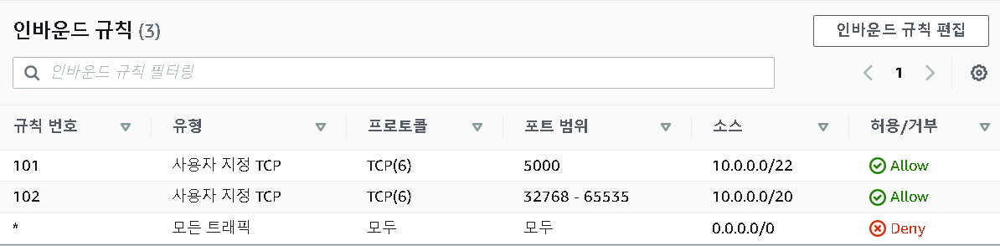 인바운드 규칙 (3)
인바운드 규칙 편집
인바운드 규칙 필터링
1
규칙 번호 유형 프로토콜 포트 범위 소스 허용/거부
101 사용자 지정 TCP TCP(6) 5000 10.0.0.0/22 Allow
102 사용자 지정 TCP TCP(6) 32768 - 65535 10.0.0.0/20 Allow
* 모든 트래픽 모두 모두 0.0.0.0/0 Deny